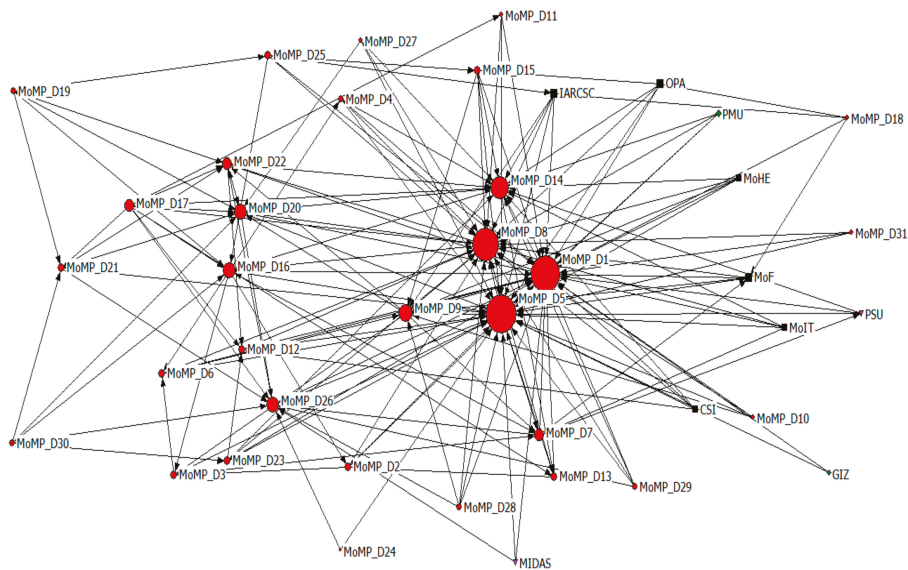 MoMP_D11
MoMP_D27
MoMP_D25
MoMP_D15
OPA
MoMP_D19
IARCSC
MoMP_D4
PMU
MoMP_D18
MoMP_D22
MoHE
MoMP_D14
MoMP_D17
MoMP_D20
MoMP_D8
MoMP_D31
MoMP_D1
MoMP_D21
MoMP_D16
MoF
MoMP_D5
MoMP_D9
PSU
MoIT
MoMP_D12
MoMP_D6
MoMP_D26
CSI
MoMP_D10
MoMP_D7
MoMP_D30
MoMP_D23
MoMP_D2
MoMP_D3
MoMP_D13
GIZ
MoMP_D29
MoMP_D28
MoMP_D24
MIDAS